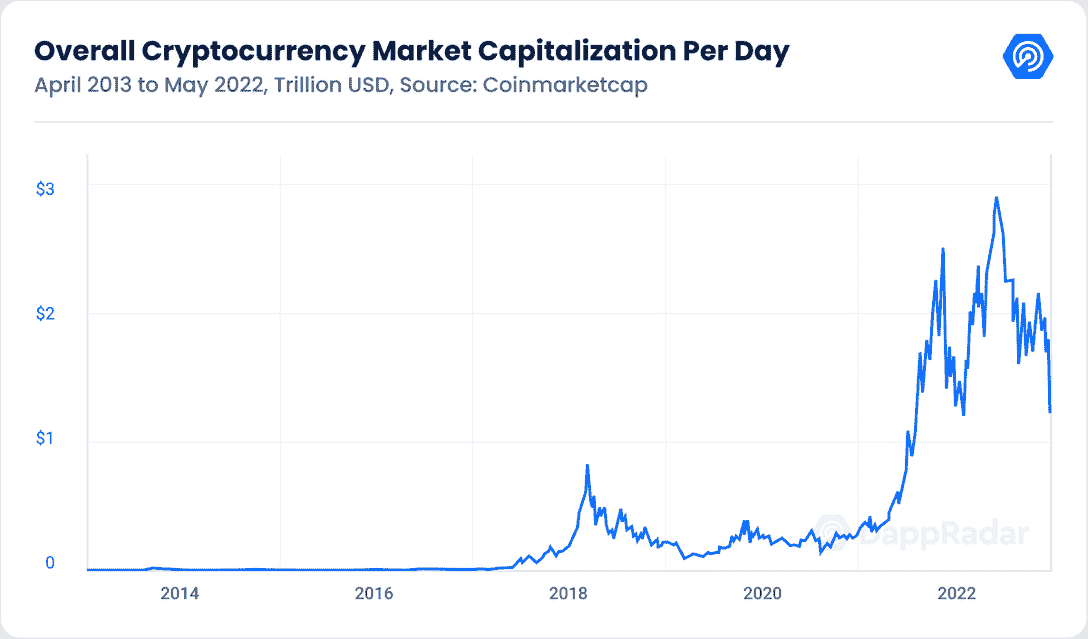 Overall Cryptocurrency Market Capitalization Per Day
April 2013 to May 2022, Trillion USD, Source: Coinmarketcap
$3
$2
$1
0
DappRadar
2014 2016 2018 2020 2022